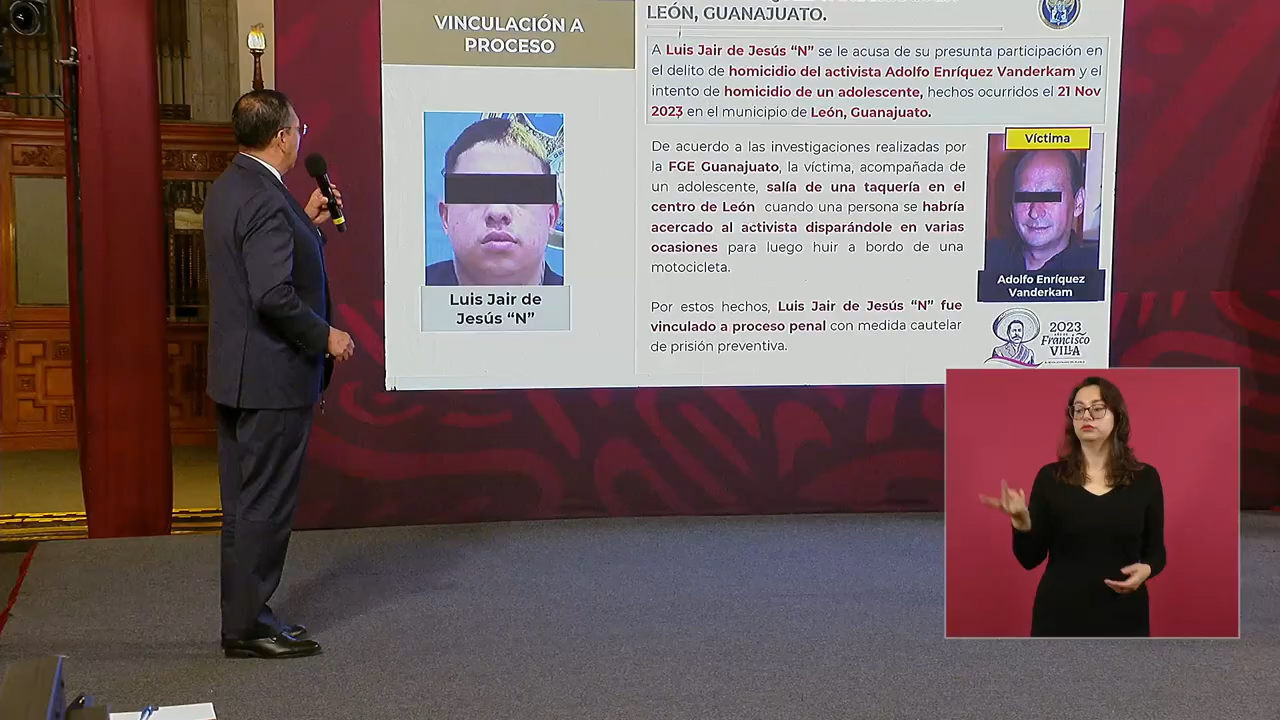 VINCULACIÓN A
PROCESO
LEÓN, GUANAJUATO.
A Luis Jair de Jesús “N” se le acusa de su presunta participación en
el delito de homicidio del activista Adolfo Enríquez Vanderkam y el
intento de homicidio de un adolescente, hechos ocurridos el 21 Nov
2023 en el municipio de León, Guanajuato.
De acuerdo a las investigaciones realizadas por
la FGE Guanajuato, la víctima, acompañada de
un adolescente, salía de una taquería en el
centro de León cuando una persona se habría
acercado al activista disparándole en varias
ocasiones para luego huir a bordo de una
motocicleta.
Por estos hechos, Luis Jair de Jesús “N” fue
vinculado a proceso penal con medida cautelar
de prisión preventiva.
Luis Jair de
Jesús “N”
Víctima
Adolfo Enríquez
Vanderkam
2023
Francisco
VILLA